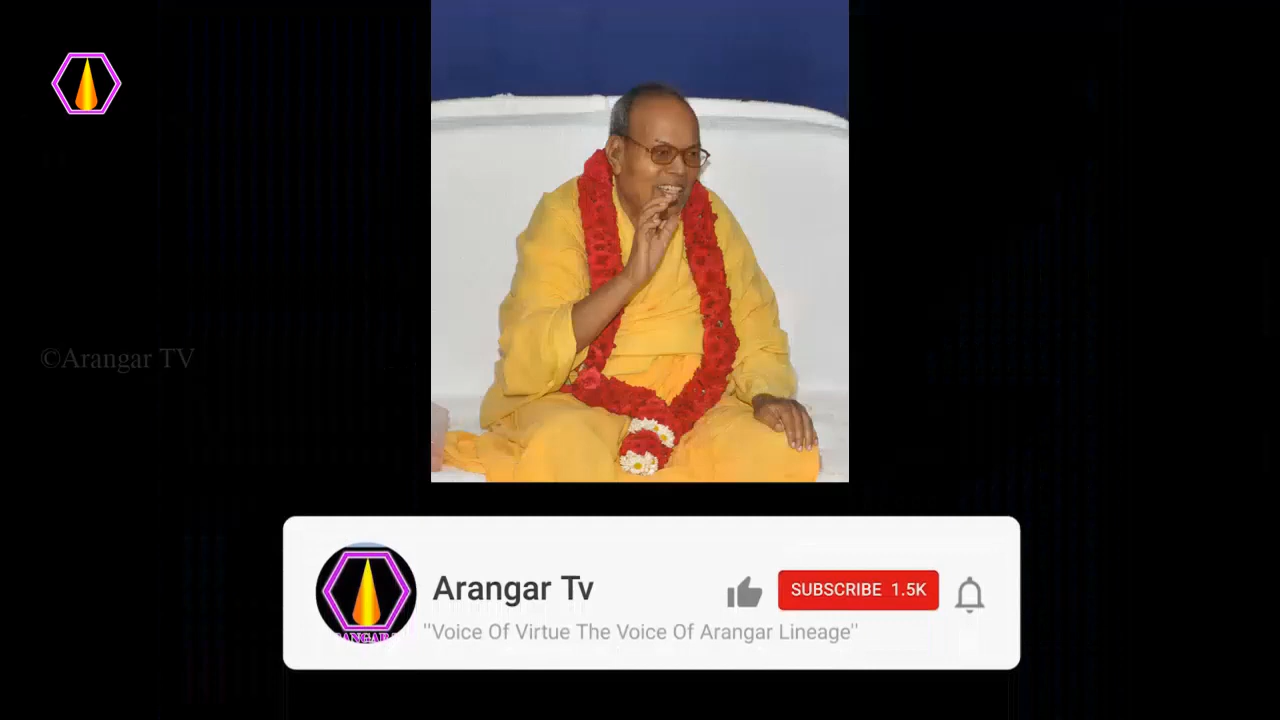 ©Arangar TV
Arangar Tv
SUBSCRIBE 1.5K
"Voice Of Virtue The Voice Of Arangar Lineage"